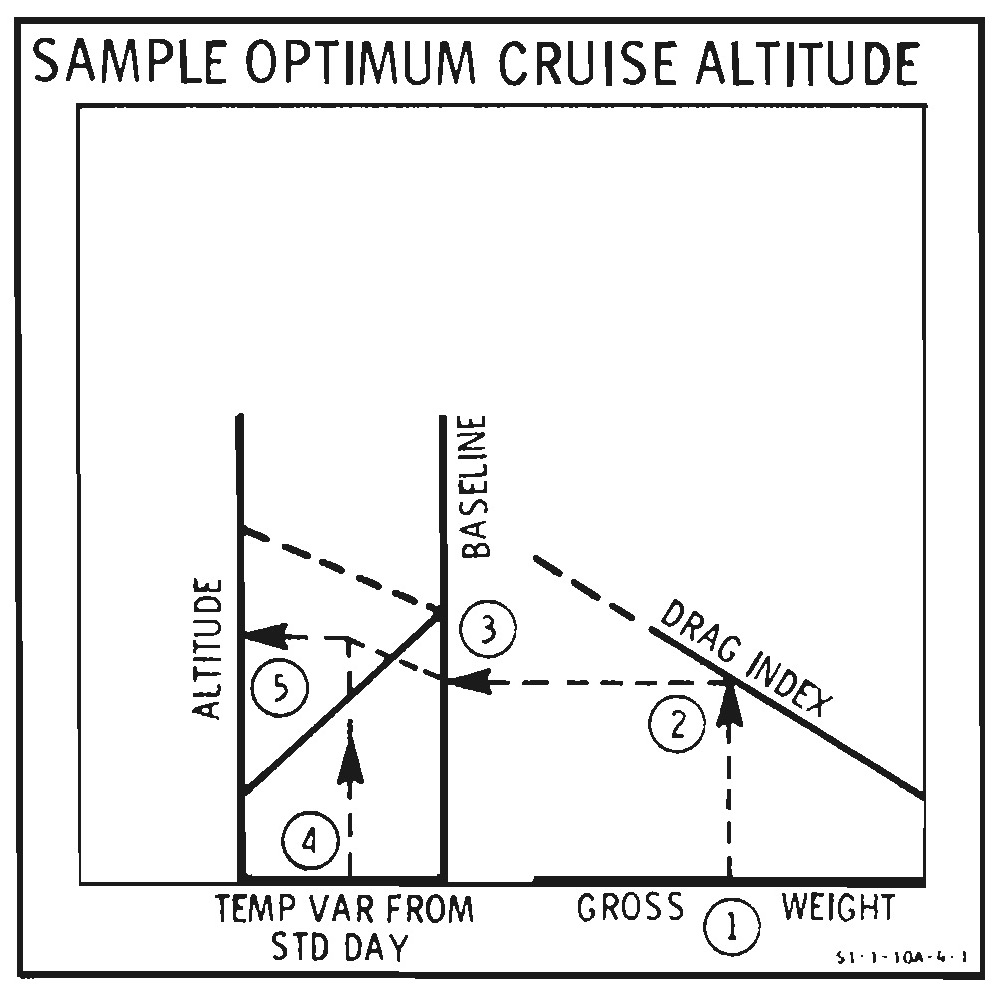 SAMPLE OPTIMUM CRUISE ALTITUDE
BASELINE
ALTITUDE
DRAG INDEX
3
5
2
4
TEMP VAR FROM
STD DAY
GROSS
1
WEIGHT
S1-1-10A-4-1